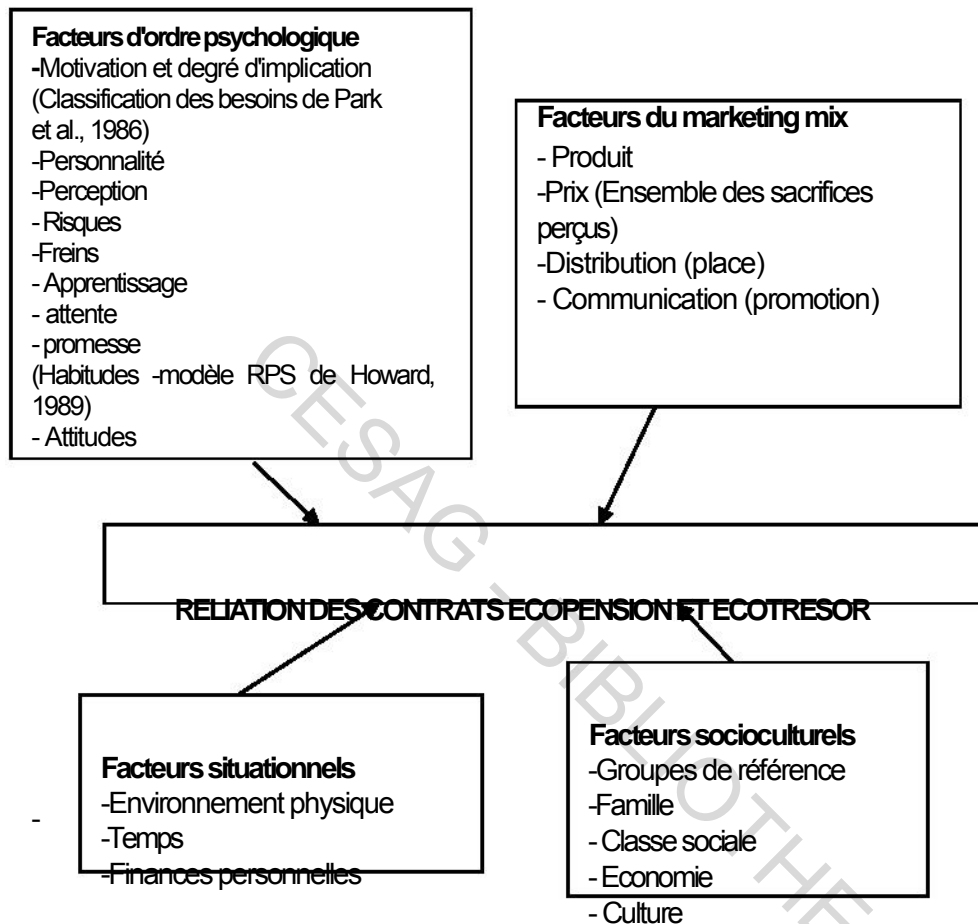 Facteurs d'ordre psychologique
-Motivation et degré d'implication
(Classification des besoins de Park
et al., 1986)
-Personnalité
-Perception
- Risques
-Freins
- Apprentissage
- attente
- promesse
(Habitudes -modèle RPS de Howard,
1989)
- Attitudes
Facteurs du marketing mix
- Produit
-Prix (Ensemble des sacrifices
perçus)
-Distribution (place)
- Communication (promotion)
RELIATION DES CONTRATS ECOPENSION ET ECOTRESOR
Facteurs situationnels
-Environnement physique
-Temps
-Finances personnelles
-
Facteurs socioculturels
-Groupes de référence
-Famille
- Classe sociale
- Economie
- Culture
CESAG - BIBLIOTHE